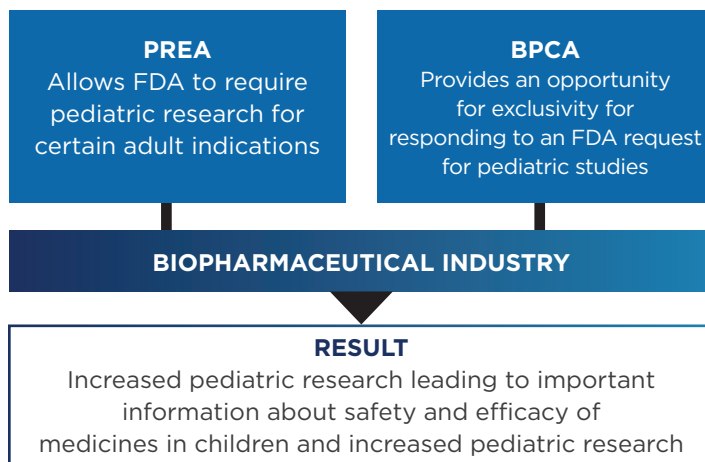 PREA
Allows FDA to require
pediatric research for
certain adult indications
BPCA
Provides an opportunity
for exclusivity for
responding to an FDA request
for pediatric studies
BIOPHARMACEUTICAL INDUSTRY
RESULT
Increased pediatric research leading to important
information about safety and efficacy of
medicines in children and increased pediatric research